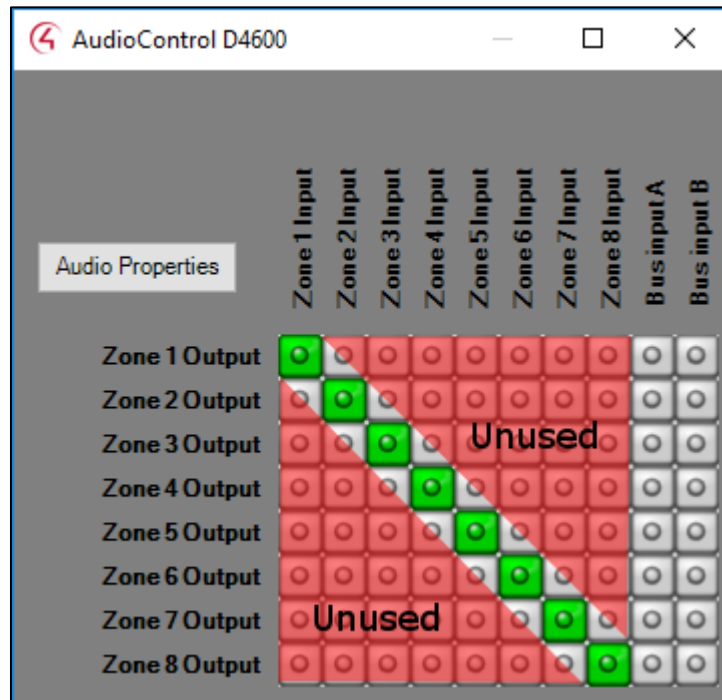 AudioControl D4600
Zone 1 Input
Zone 2 Input
Zone 3 Input
Zone 4 Input
Zone 5 Input
Zone 6 Input
Zone 7 Input
Zone 8 Input
Bus input A
Bus input B
Audio Properties
Zone 1 Output
Zone 2 Output
Zone 3 Output
Unused
Zone 4 Output
Zone 5 Output
Zone 6 Output
Zone 7 Output
Unused
Zone 8 Output